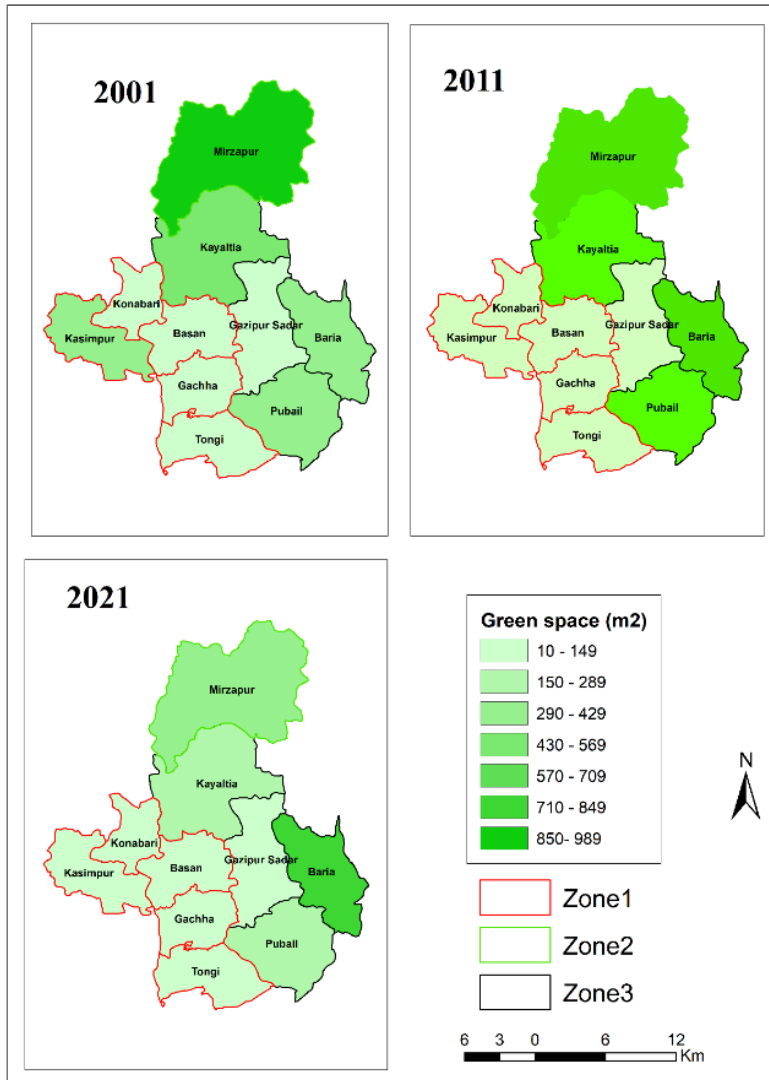 2001
Mirzapur
Kayaltia
Konabari
Kasimpur
Basan
Gazipur Sadar
Baria
Gachha
Pubail
Tongi
2011
Mirzapur
Kayaltia
Konabari
Kasimpur
Basan
Gazipur Sadar
Baria
Gachha
Pubail
Tongi
2021
Mirzapur
Kayaltia
Konabari
Kasimpur
Basan
Gazipur Sadar
Baria
Gachha
Pubail
Tongi
Green space (m2)
10 - 149
150 - 289
290 - 429
430 - 569
570 - 709
710 - 849
850- 989
N
Zone1
Zone2
Zone3
6 3 0 6 12
Km